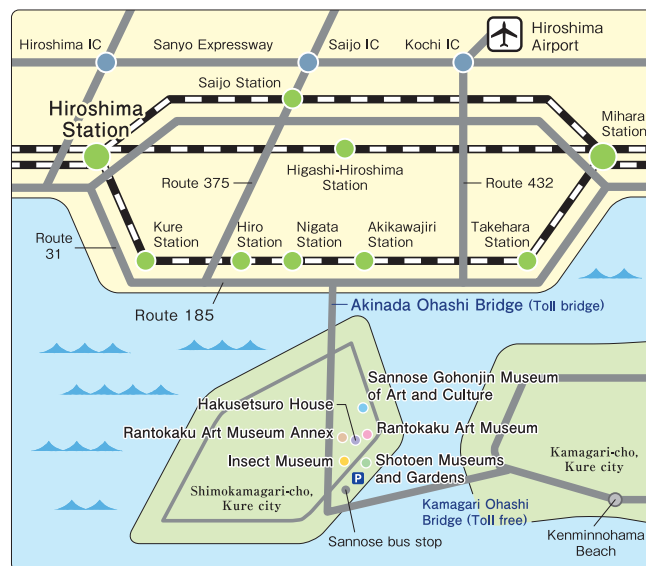 Hiroshima IC
Sanyo Expressway
Saijo IC
Kochi IC
Hiroshima
Airport
Saijo Station
Hiroshima
Station
Mihara
Station
Higashi-Hiroshima
Station
Route 375
Route 432
Route
31
Kure
Station
Hiro
Station
Nigata
Station
Akikawajiri
Station
Takehara
Station
Route 185
Akinada Ohashi Bridge (Toll bridge)
Sannose Gohonjin Museum
of Art and Culture
Hakusetsuro House
Rantokaku Art Museum Annex
Rantokaku Art Museum
Insect Museum
Shotoen Museums
and Gardens
P
Shimokamagari-cho,
Kure city
Kamagari-cho,
Kure city
Kamagari Ohashi
Bridge (Toll free)
Sannose bus stop
Kenminnohama
Beach